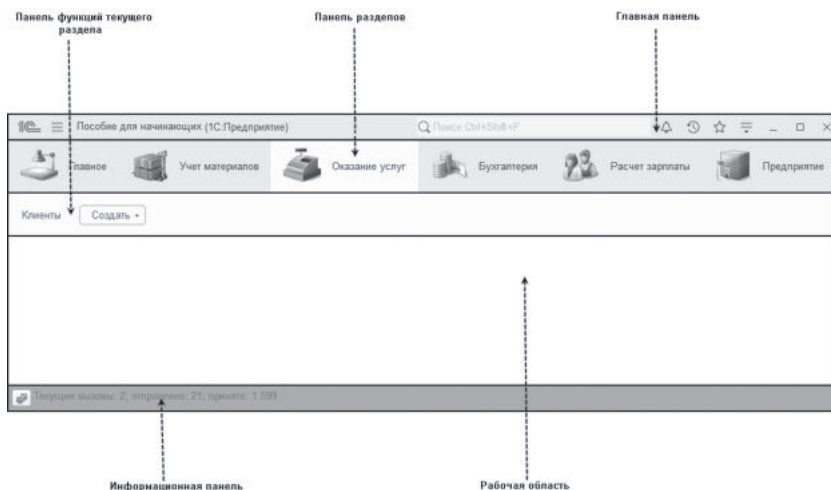 Панель функций текущего раздела
Панель разделов
Главная панель
1С Пособие для начинающих (1С:Предприятие) Поиск Ctrl+Shift+F
Главное Учет материалов Оказание услуг Бухгалтерия Расчет зарплаты Предприятие
Клиенты Создать
Текущие вызовы: 2; отправлено: 21; принято: 1 699
Информационная панель
Рабочая область